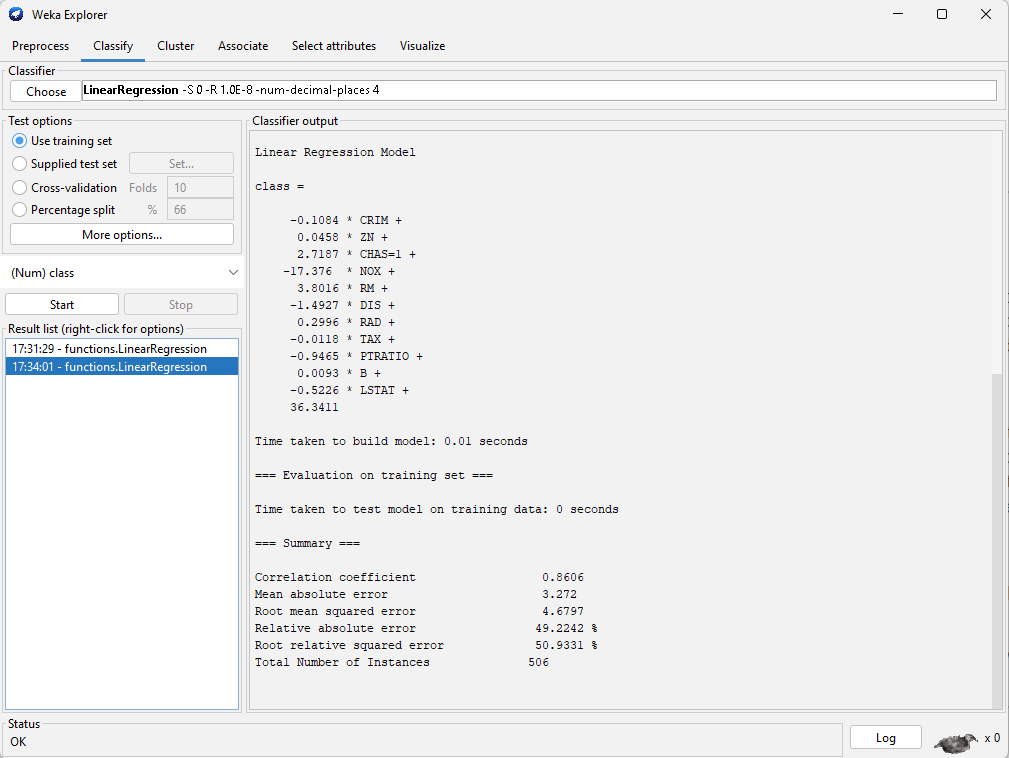 Weka Explorer
Preprocess Classify Cluster Associate Select attributes Visualize
Classifier
Choose LinearRegression -S 0 -R 1.0E-8 -num-decimal-places 4
Test options
Use training set
Supplied test set Set...
Cross-validation Folds 10
Percentage split % 66
More options...
(Num) class
Start Stop
Result list (right-click for options)
17:31:29 - functions.LinearRegression
17:34:01 - functions.LinearRegression
Classifier output
Linear Regression Model
class =
-0.1084 * CRIM +
0.0458 * ZN +
2.7187 * CHAS=1 +
-17.376 * NOX +
3.8016 * RM +
-1.4927 * DIS +
0.2996 * RAD +
-0.0118 * TAX +
-0.9465 * PTRATIO +
0.0093 * B +
-0.5226 * LSTAT +
36.3411
Time taken to build model: 0.01 seconds
=== Evaluation on training set ===
Time taken to test model on training data: 0 seconds
=== Summary ===
Correlation coefficient 0.8606
Mean absolute error 3.272
Root mean squared error 4.6797
Relative absolute error 49.2242 %
Root relative squared error 50.9331 %
Total Number of Instances 506
Status
OK
Log x 0